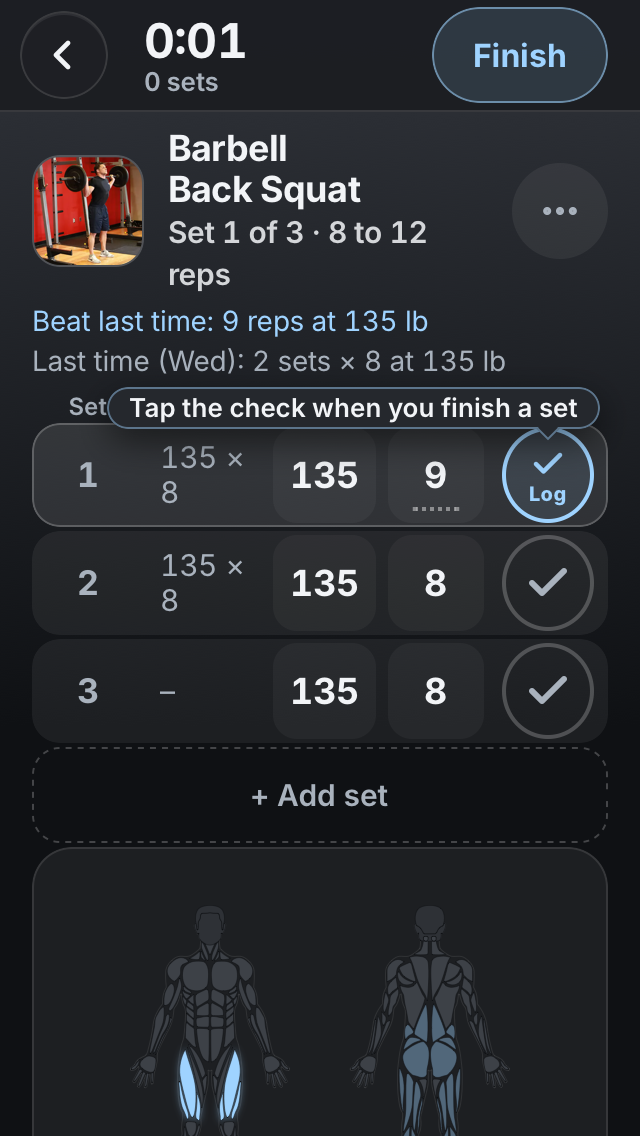 0:01
0 sets
Finish
Barbell
Back Squat
Set 1 of 3 · 8 to 12
reps
Beat last time: 9 reps at 135 lb
Last time (Wed): 2 sets × 8 at 135 lb
Set
Tap the check when you finish a set
1 135 × 8 135 9 Log
2 135 × 8 135 8
3 – 135 8
+ Add set